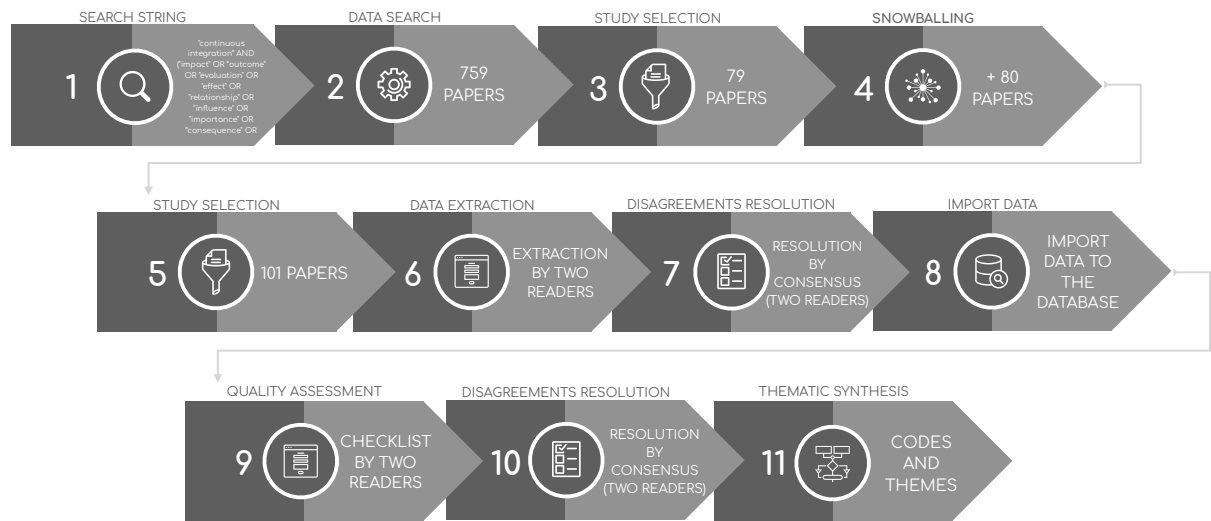 SEARCH STRING
1
"continuous
integration" AND
("impact" OR "outcome"
OR "evaluation" OR
"effect" OR
"relationship" OR
"influence" OR
"importance" OR
"consequence" OR
DATA SEARCH
2
759
PAPERS
STUDY SELECTION
3
79
PAPERS
SNOWBALLING
4
+ 80
PAPERS
STUDY SELECTION
5
101 PAPERS
DATA EXTRACTION
6
EXTRACTION
BY TWO
READERS
DISAGREEMENTS RESOLUTION
7
RESOLUTION
BY
CONSENSUS
(TWO READERS)
IMPORT DATA
8
IMPORT
DATA TO
THE
DATABASE
QUALITY ASSESSMENT
9
CHECKLIST
BY TWO
READERS
DISAGREEMENTS RESOLUTION
10
RESOLUTION
BY
CONSENSUS
(TWO READERS)
THEMATIC SYNTHESIS
11
CODES
AND
THEMES